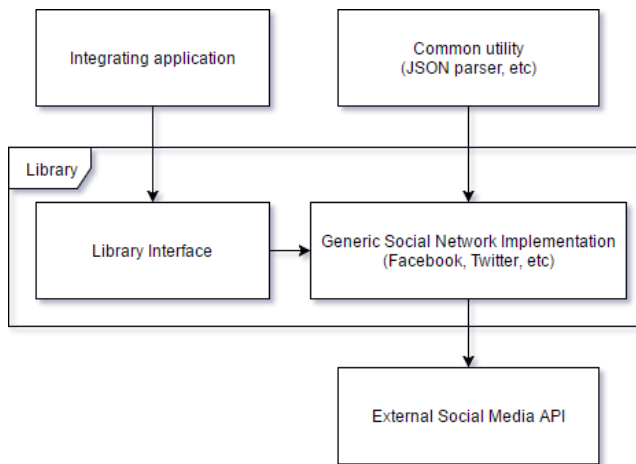 Integrating application
Common utility
(JSON parser, etc)
Library
Library Interface
Generic Social Network Implementation
(Facebook, Twitter, etc)
External Social Media API